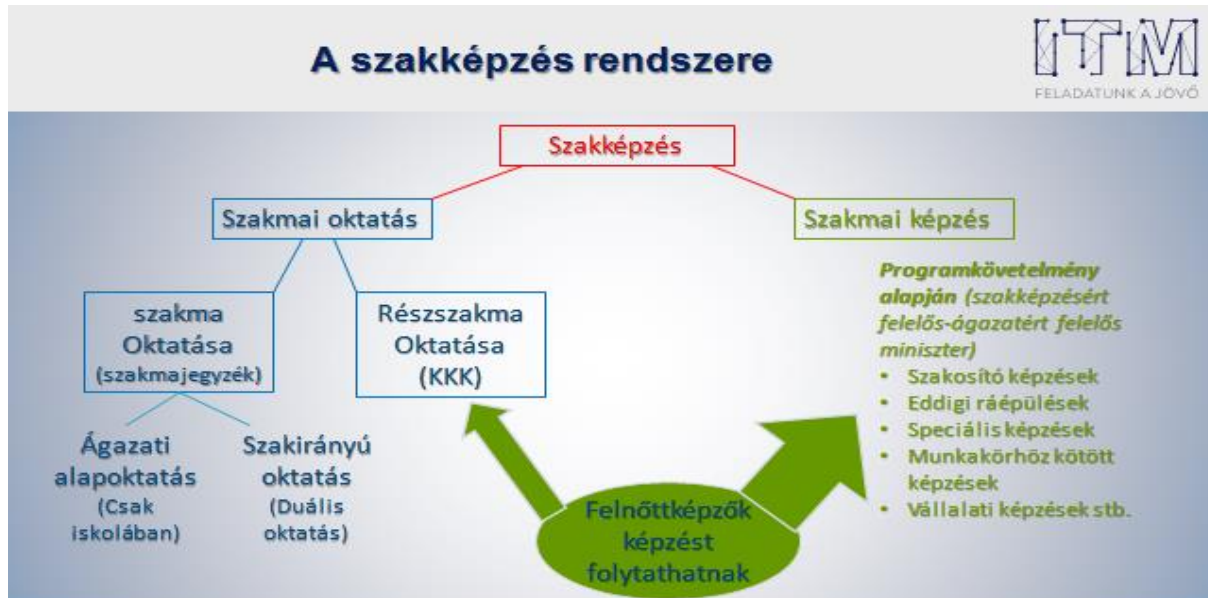 A szakképzés rendszere
ITM
FELADATUNK A JÖVŐ
Szakképzés
Szakmai oktatás
Szakmai képzés
szakma
Oktatása
(szakmajegyzék)
Részszakma
Oktatása
(KKK)
Ágazati
alapoktatás
(Csak
iskolában)
Szakirányú
oktatás
(Duális
oktatás)
Felnőttképzők
képzést
folytathatnak
Programkövetelmény
alapján (szakképzésért
felelős-ágazatért felelős
miniszter)
• Szakosító képzések
• Eddigi ráépülések
• Speciális képzések
• Munkakörhöz kötött
képzések
• Vállalati képzések stb.